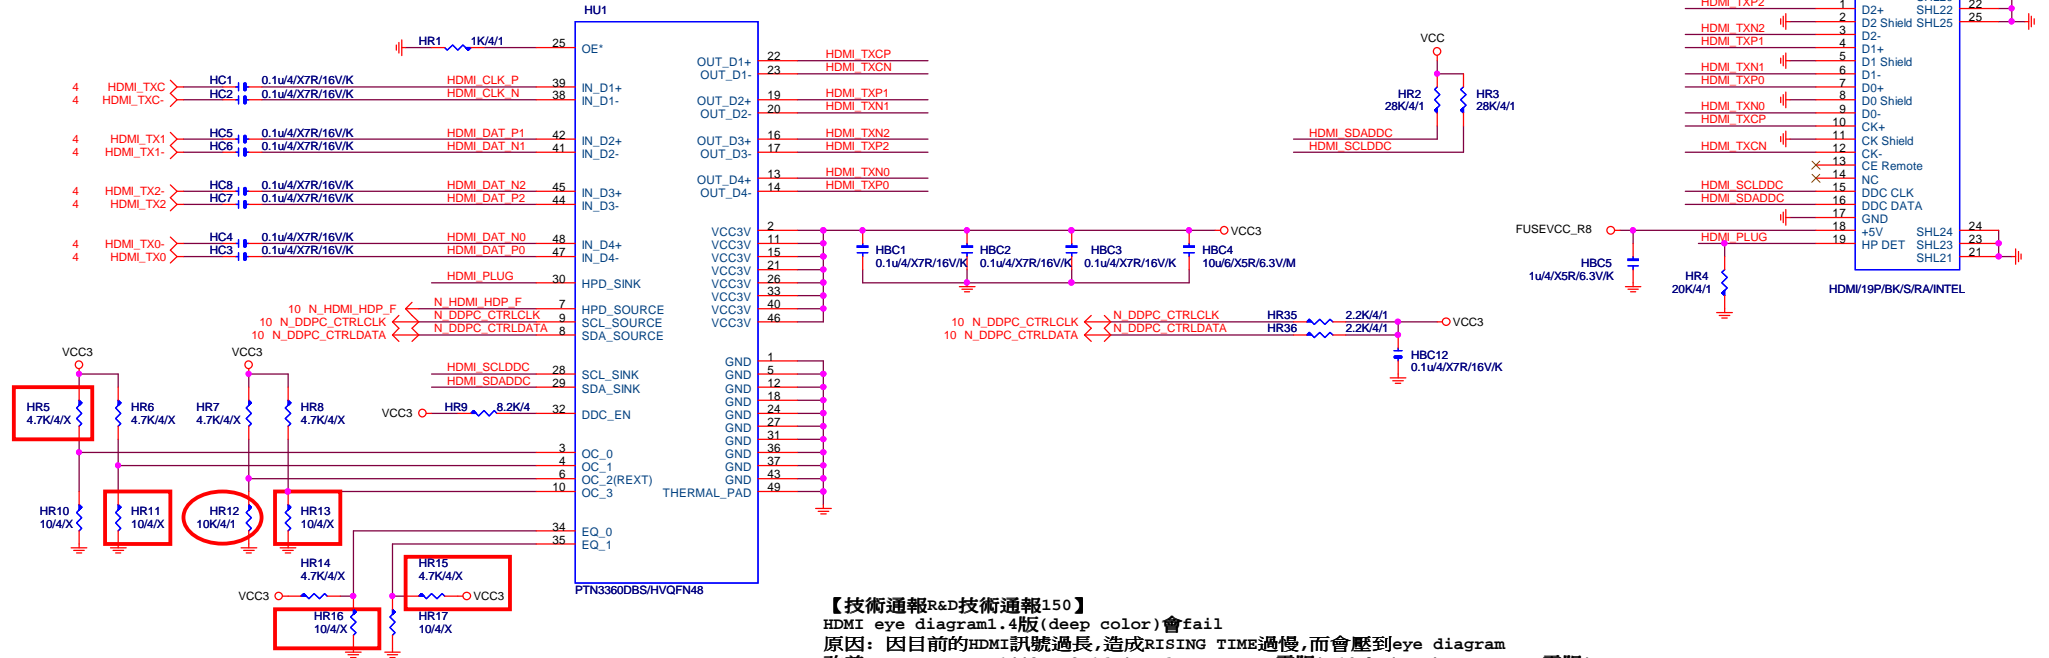 HU1
HR1 1K/4/1 25 OE*
4 HDMI_TXC HC1 0.1u/4/X7R/16V/K HDMI_CLK_P 39 IN_D1+
4 HDMI_TXC- HC2 0.1u/4/X7R/16V/K HDMI_CLK_N 38 IN_D1-
4 HDMI_TX1 HC5 0.1u/4/X7R/16V/K HDMI_DAT_P1 42 IN_D2+
4 HDMI_TX1- HC6 0.1u/4/X7R/16V/K HDMI_DAT_N1 41 IN_D2-
4 HDMI_TX2- HC8 0.1u/4/X7R/16V/K HDMI_DAT_N2 45 IN_D3+
4 HDMI_TX2 HC7 0.1u/4/X7R/16V/K HDMI_DAT_P2 44 IN_D3-
4 HDMI_TX0- HC4 0.1u/4/X7R/16V/K HDMI_DAT_N0 48 IN_D4+
4 HDMI_TX0 HC3 0.1u/4/X7R/16V/K HDMI_DAT_P0 47 IN_D4-
HDMI_PLUG 30 HPD_SINK
10 N_HDMI_HDP_F N_HDMI_HDP_F 7 HPD_SOURCE
10 N_DDPC_CTRLCLK N_DDPC_CTRLCLK 9 SCL_SOURCE
10 N_DDPC_CTRLDATA N_DDPC_CTRLDATA 8 SDA_SOURCE
HDMI_SCLDDC 28 SCL_SINK
HDMI_SDADDC 29 SDA_SINK
VCC3 HR9 8.2K/4 32 DDC_EN
VCC3 VCC3
HR5 HR6 HR7 HR8
4.7K/4/X 4.7K/4/X 4.7K/4/X 4.7K/4/X
3 OC_0
4 OC_1
6 OC_2(REXT)
10 OC_3
HR10 HR11 HR12 HR13
10/4/X 10/4/X 10K/4/1 10/4/X
34 EQ_0
35 EQ_1
HR14 HR15
4.7K/4/X 4.7K/4/X
VCC3 VCC3
HR16 HR17
10/4/X 10/4/X
PTN3360DBS/HVQFN48
OUT_D1+ 22 HDMI_TXCP
OUT_D1- 23 HDMI_TXCN
OUT_D2+ 19 HDMI_TXP1
OUT_D2- 20 HDMI_TXN1
OUT_D3+ 16 HDMI_TXN2
OUT_D3- 17 HDMI_TXP2
OUT_D4+ 13 HDMI_TXN0
OUT_D4- 14 HDMI_TXP0
VCC3V 2 VCC3
VCC3V 11
VCC3V 15
VCC3V 21
VCC3V 26
VCC3V 33
VCC3V 40
VCC3V 46
HBC1 HBC2 HBC3 HBC4
0.1u/4/X7R/16V/K 0.1u/4/X7R/16V/K 0.1u/4/X7R/16V/K 10u/6/X5R/6.3V/M
GND 1
GND 5
GND 12
GND 18
GND 24
GND 27
GND 31
GND 36
GND 37
GND 43
THERMAL_PAD 49
10 N_DDPC_CTRLCLK N_DDPC_CTRLCLK HR35 2.2K/4/1 VCC3
10 N_DDPC_CTRLDATA N_DDPC_CTRLDATA HR36 2.2K/4/1
HBC12
0.1u/4/X7R/16V/K
VCC
HR2 HR3
28K/4/1 28K/4/1
HDMI_SDADDC
HDMI_SCLDDC
HDMI_TXP2 1 D2+ SHL22 22
2 D2 Shield SHL25 25
HDMI_TXN2 3 D2-
HDMI_TXP1 4 D1+
5 D1 Shield
HDMI_TXN1 6 D1-
HDMI_TXP0 7 D0+
8 D0 Shield
HDMI_TXN0 9 D0-
HDMI_TXCP 10 CK+
11 CK Shield
HDMI_TXCN 12 CK-
13 CE Remote
14 NC
HDMI_SCLDDC 15 DDC CLK
HDMI_SDADDC 16 DDC DATA
17 GND
FUSEVCC_R8 18 +5V SHL24 24
HDMI_PLUG 19 HP DET SHL23 23
SHL21 21
HBC5
1u/4/X5R/6.3V/K
HR4
20K/4/1
HDMI/19P/BK/S/RA/INTEL
【技術通報R&D技術通報150】
HDMI eye diagram1.4版(deep color)會fail
原因：因目前的HDMI訊號過長,造成RISING TIME過慢,而會壓到eye diagram